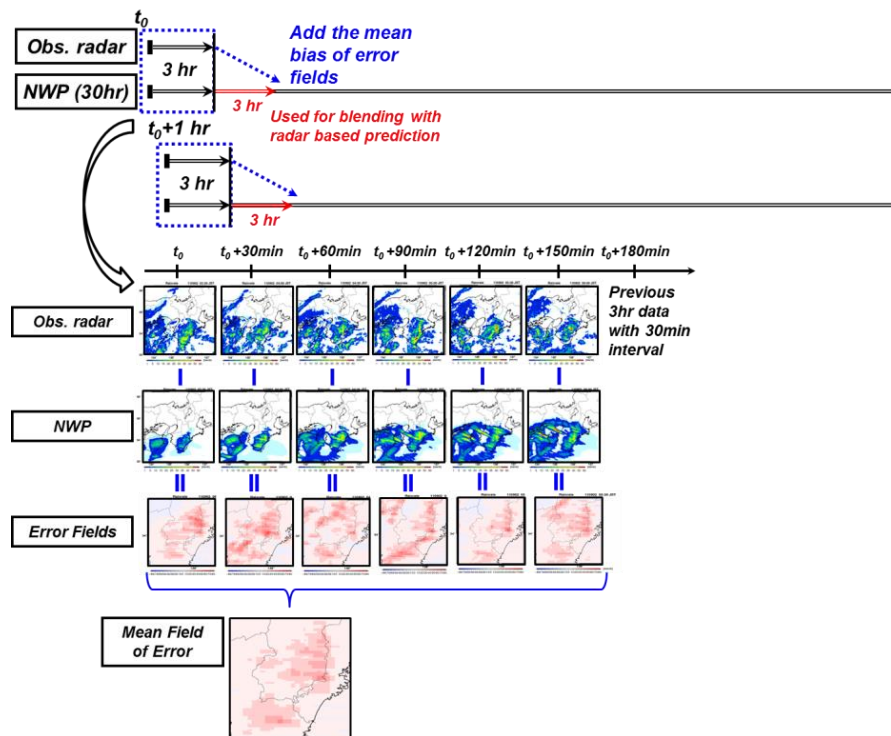 t0
Obs. radar
3 hr
Add the mean
bias of error
fields
NWP (30hr)
3 hr
Used for blending with
radar based prediction
t0+1 hr
3 hr
3 hr
t0 t0+30min t0+60min t0+90min t0+120min t0+150min t0+180min
Obs. radar
Previous
3hr data
with 30min
interval
NWP
Error Fields
Mean Field
of Error